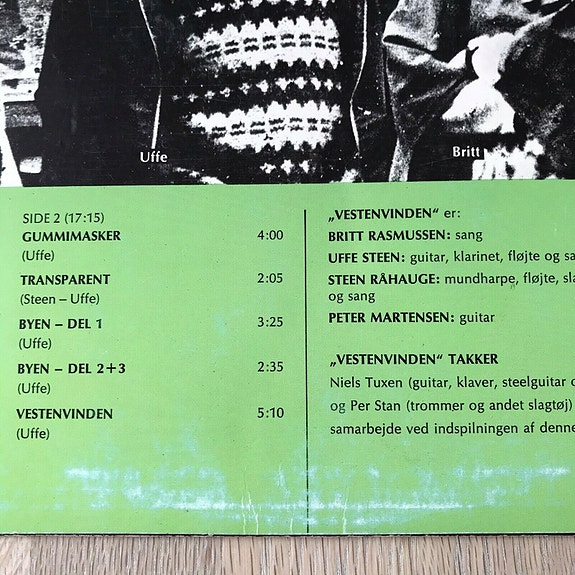 Uffe
Britt
SIDE 2 (17:15)
GUMMIMASKER 4:00
(Uffe)
TRANSPARENT 2:05
(Steen – Uffe)
BYEN – DEL 1 3:25
(Uffe)
BYEN – DEL 2+3 2:35
(Uffe)
VESTENVINDEN 5:10
(Uffe)
„VESTENVINDEN“ er:
BRITT RASMUSSEN: sang
UFFE STEEN: guitar, klarinet, fløjte og sa
STEEN RÅHAUGE: mundharpe, fløjte, sla
og sang
PETER MARTENSEN: guitar
„VESTENVINDEN“ TAKKER
Niels Tuxen (guitar, klaver, steelguitar o
og Per Stan (trommer og andet slagtøj)
samarbejde ved indspilningen af denne